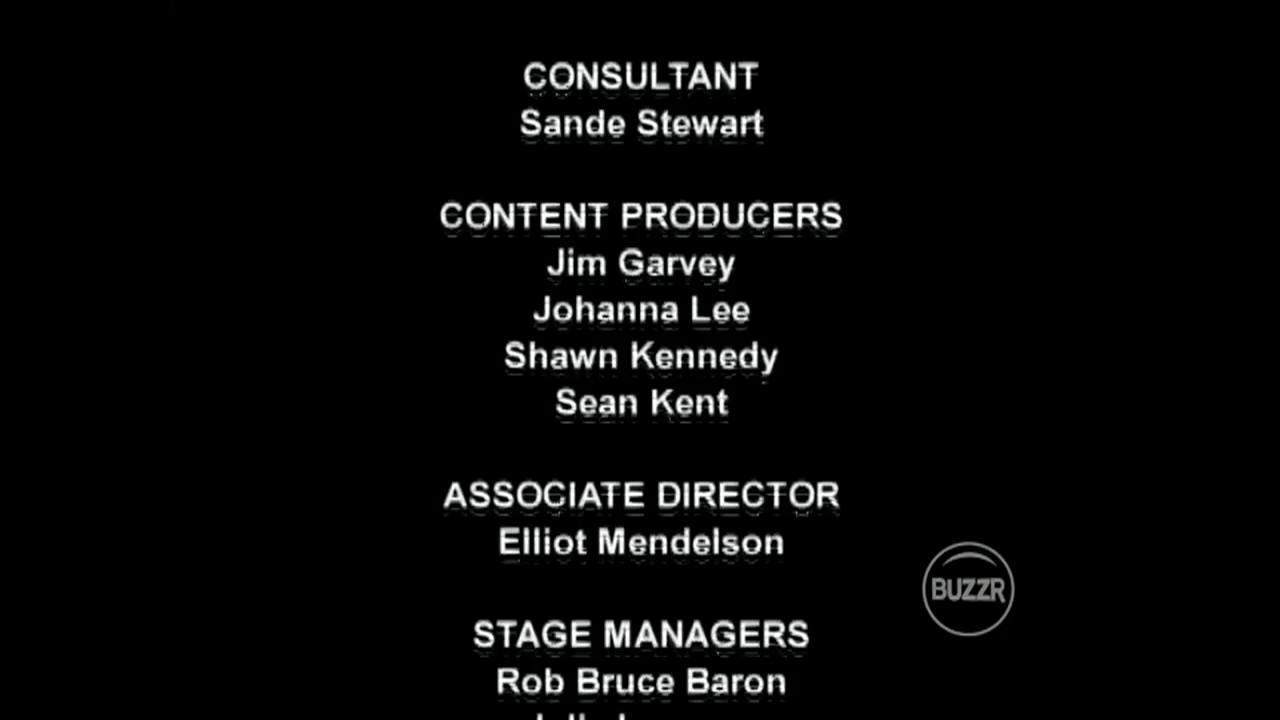 CONSULTANT
Sande Stewart
CONTENT PRODUCERS
Jim Garvey
Johanna Lee
Shawn Kennedy
Sean Kent
ASSOCIATE DIRECTOR
Elliot Mendelson
BUZZR
STAGE MANAGERS
Rob Bruce Baron